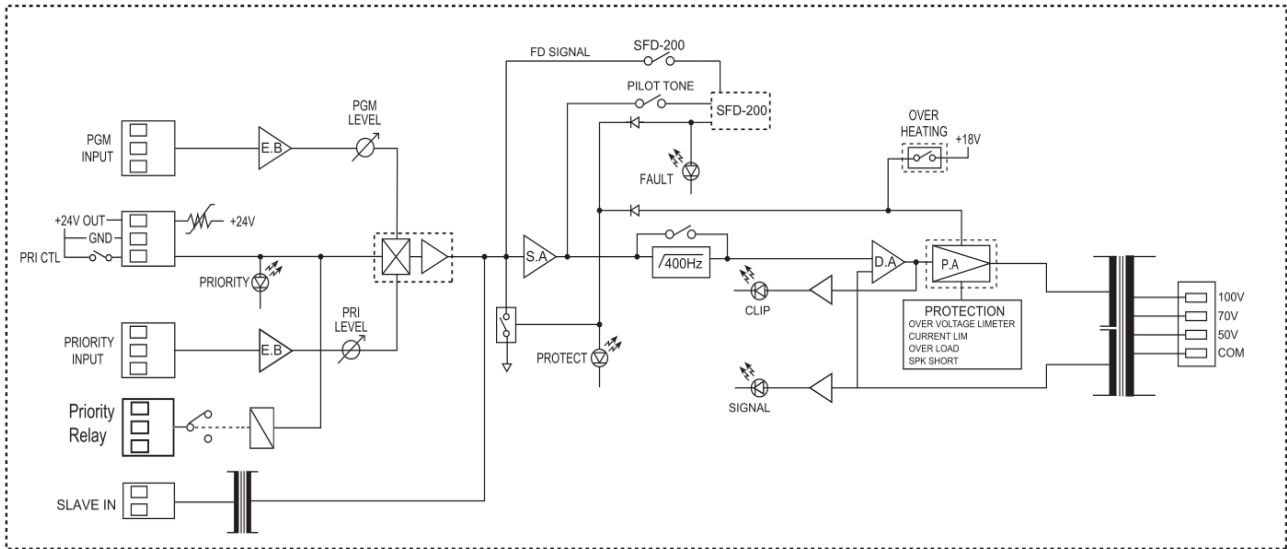 FD SIGNAL
SFD-200
PILOT TONE
SFD-200
PGM
LEVEL
OVER
HEATING
+18V
PGM
INPUT
E.B
FAULT
+24V OUT
GND
PRI CTL
+24V
PRIORITY
S.A
/400Hz
D.A
P.A
CLIP
PROTECTION
OVER VOLTAGE LIMETER
CURRENT LIM
OVER LOAD
SPK SHORT
100V
70V
50V
COM
PRI
LEVEL
PRIORITY
INPUT
E.B
PROTECT
SIGNAL
Priority
Relay
SLAVE IN